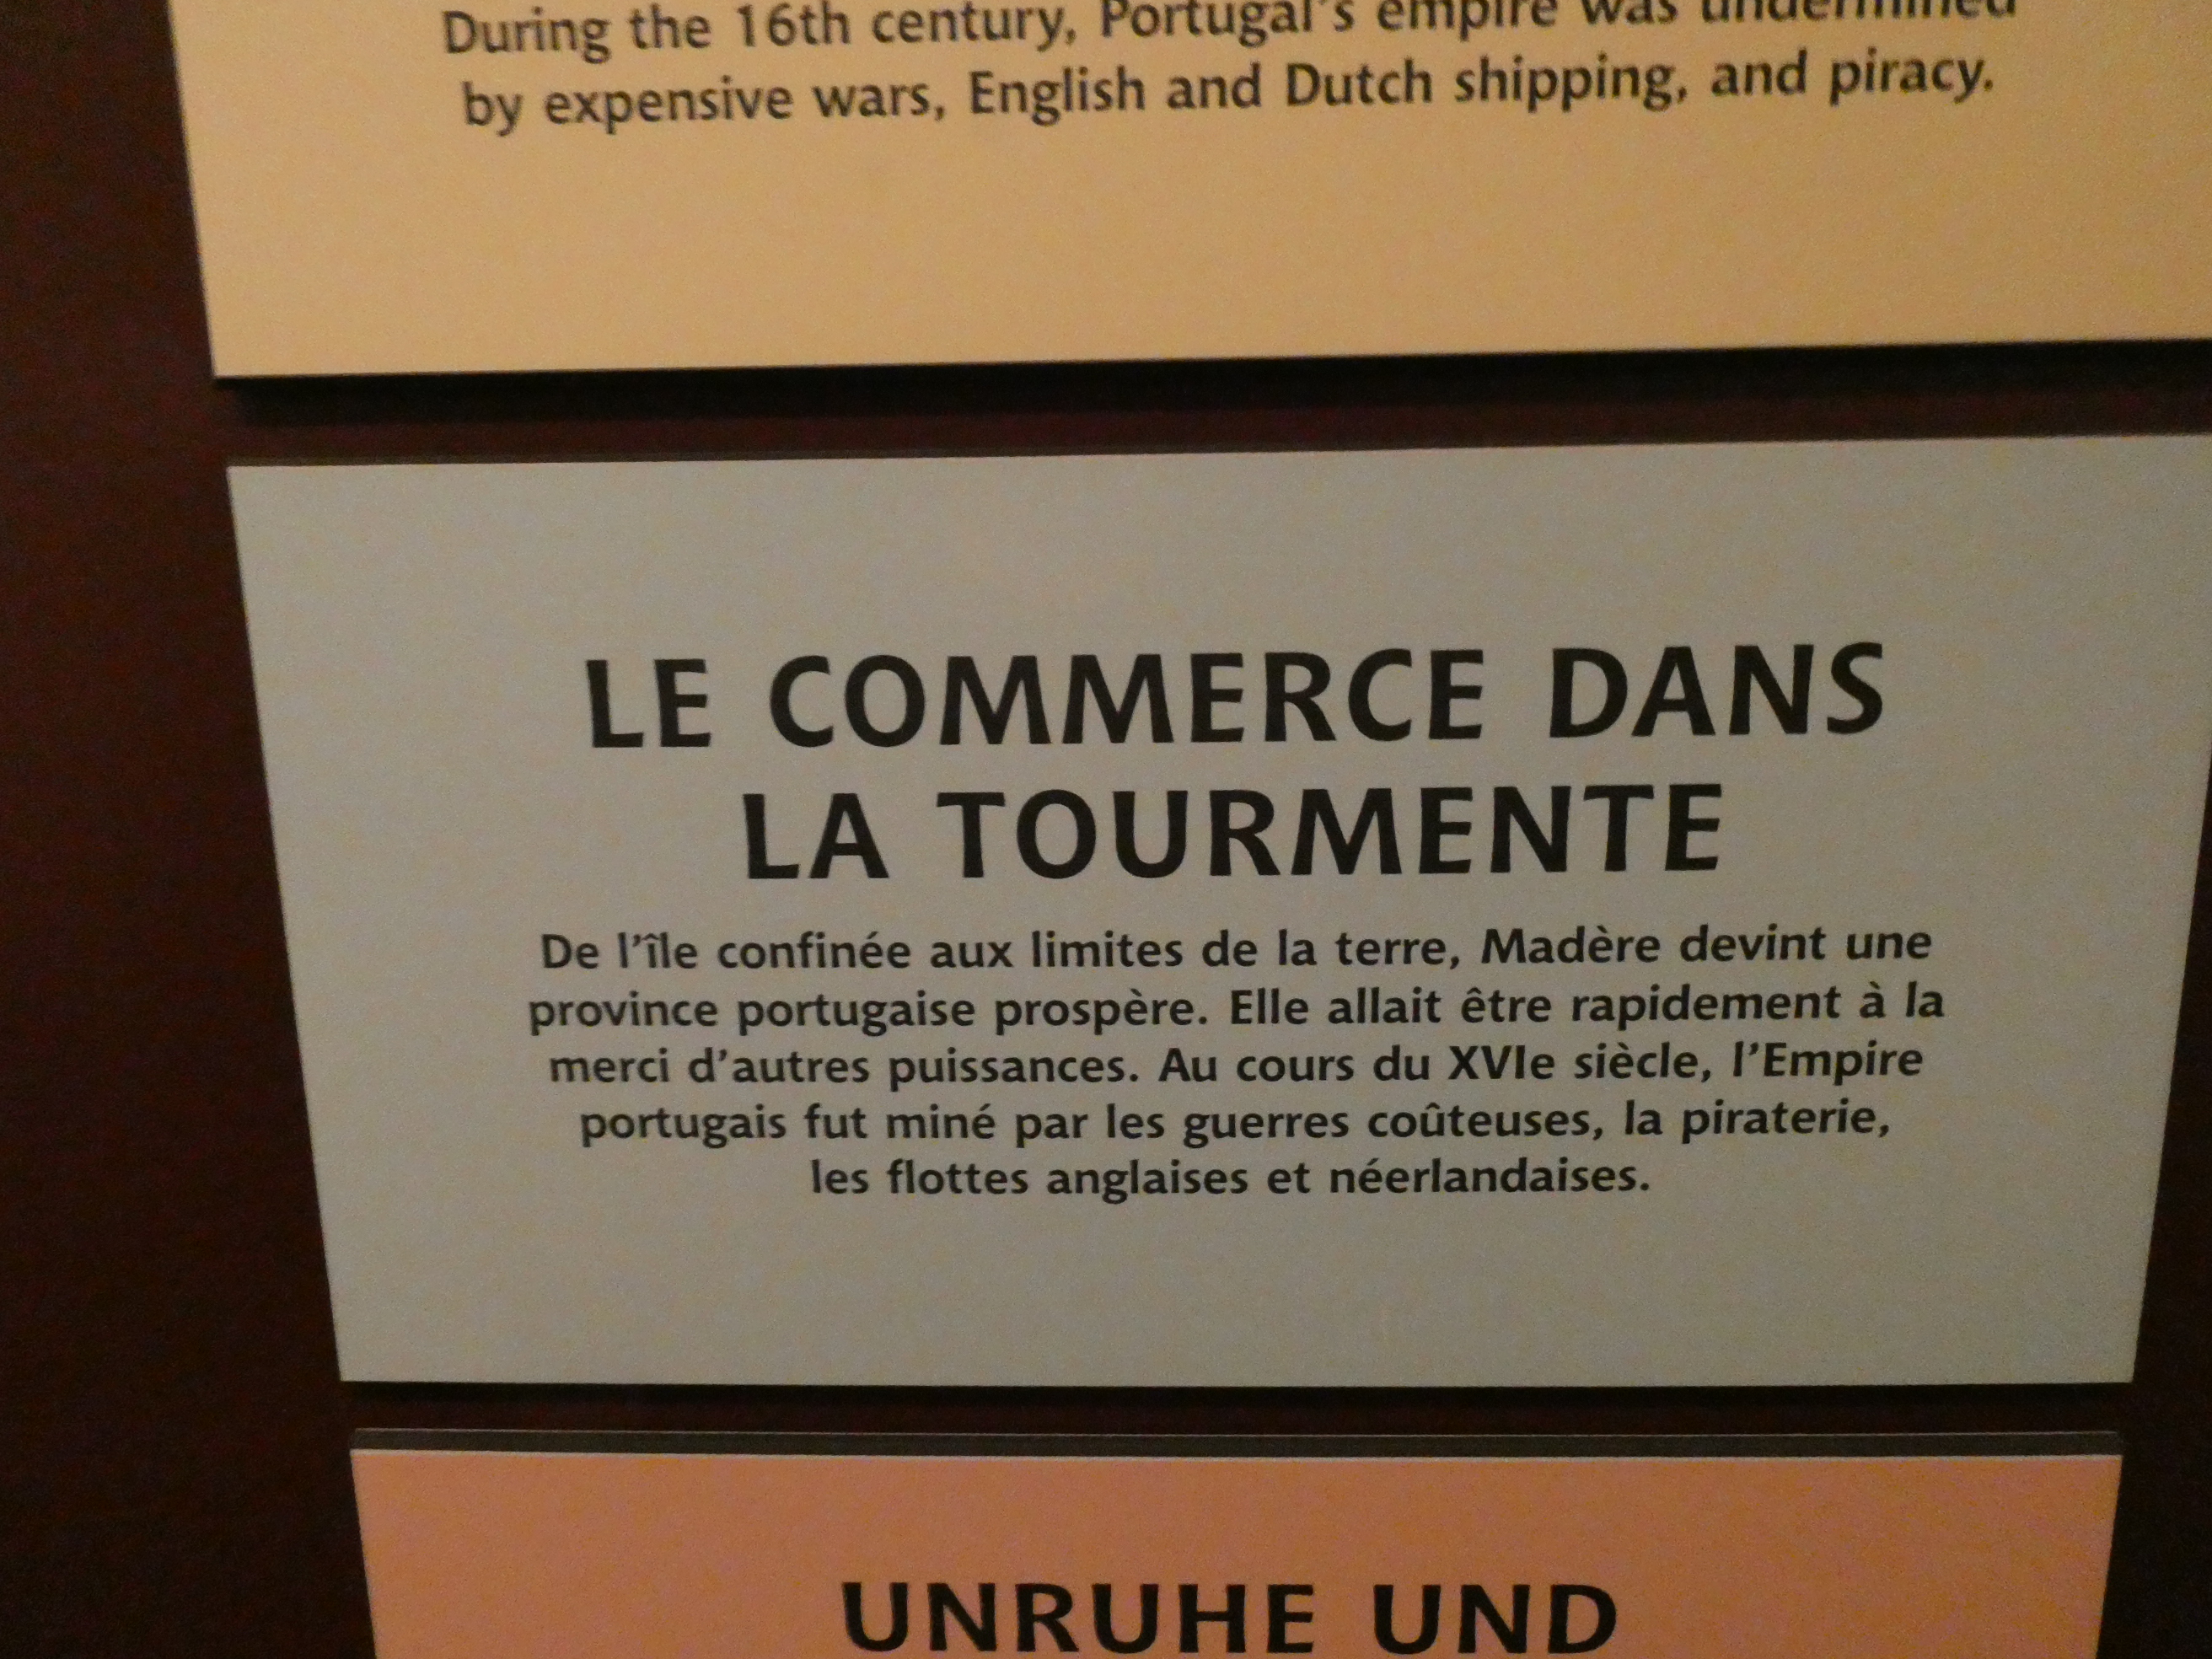 During the 16th century, Portugal's empire was undermined
by expensive wars, English and Dutch shipping, and piracy.
LE COMMERCE DANS
LA TOURMENTE
De l'île confinée aux limites de la terre, Madère devint une
province portugaise prospère. Elle allait être rapidement à la
merci d'autres puissances. Au cours du XVIe siècle, l'Empire
portugais fut miné par les guerres coûteuses, la piraterie,
les flottes anglaises et néerlandaises.
UNRUHE UND